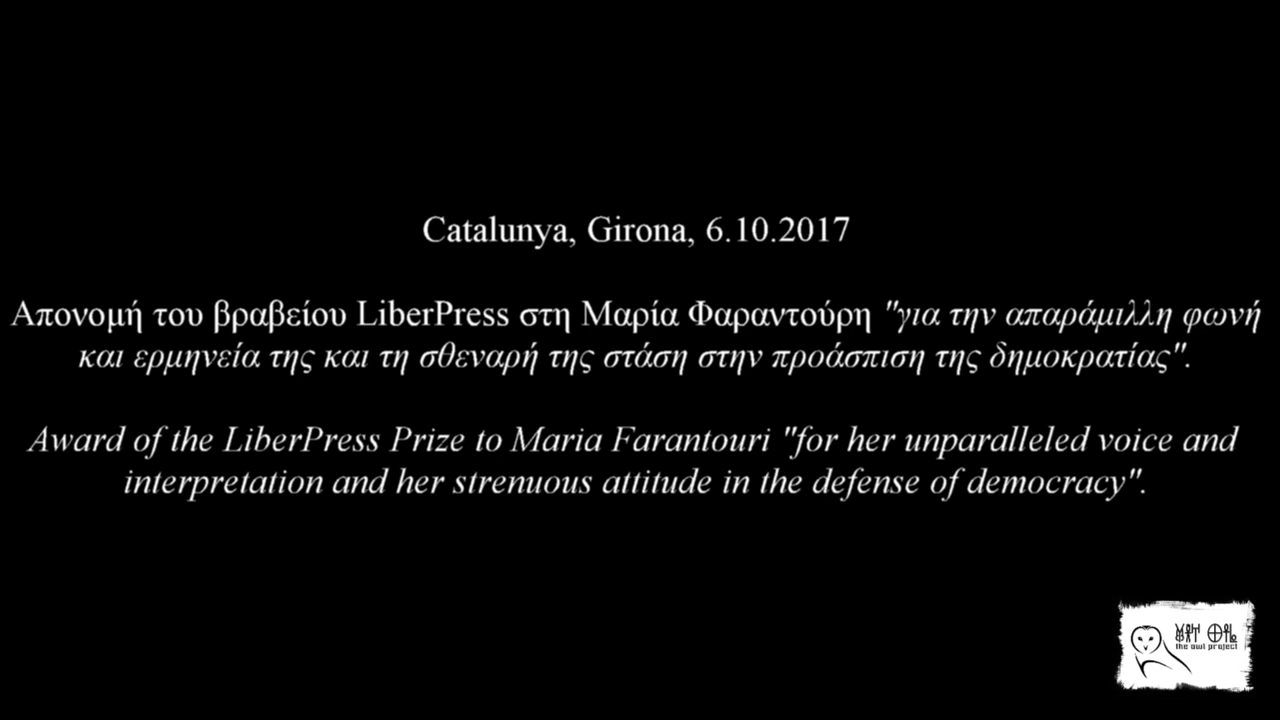 Catalunya, Girona, 6.10.2017
Απονομή του βραβείου LiberPress στη Μαρία Φαραντούρη "για την απαράμιλλη φωνή
και ερμηνεία της και τη σθεναρή της στάση στην προάσπιση της δημοκρατίας".
Award of the LiberPress Prize to Maria Farantouri "for her unparalleled voice and
interpretation and her strenuous attitude in the defense of democracy".
the owl project